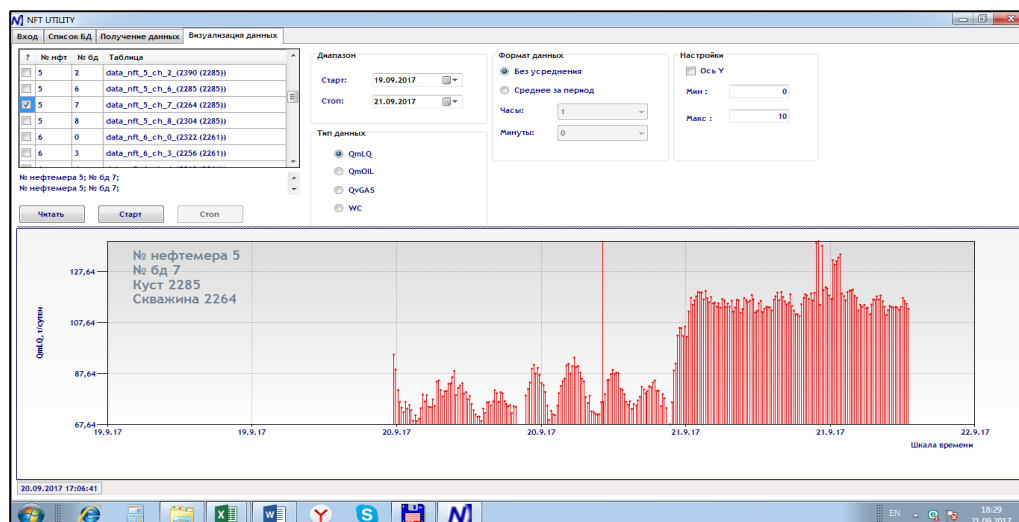 NFT UTILITY
Вход Список БД Получение данных Визуализация данных
? № нфт № бд Таблица
5 2 data_nft_5_ch_2_(2390 (2285))
5 6 data_nft_5_ch_6_(2285 (2285))
5 7 data_nft_5_ch_7_(2264 (2285))
5 8 data_nft_5_ch_8_(2304 (2285))
6 0 data_nft_6_ch_0_(2322 (2261))
6 3 data_nft_6_ch_3_(2256 (2261))
№ нефтемера 5; № бд 7;
№ нефтемера 5; № бд 7;
Читать Старт Стоп
Диапазон
Старт: 19.09.2017
Стоп: 21.09.2017
Тип данных
QmLQ
QmOIL
QvGAS
WC
Формат данных
Без усреднения
Среднее за период
Часы: 1
Минуты: 0
Настройки
Ось Y
Мин : 0
Макс : 10
№ нефтемера 5
№ бд 7
Куст 2285
Скважина 2264
QmLQ, т/сутки
127,64
107,64
87,64
67,64
19.9.17 19.9.17 20.9.17 20.9.17 21.9.17 21.9.17 22.9.17
Шкала времени
20.09.2017 17:06:41
EN 18:29
21.09.2017